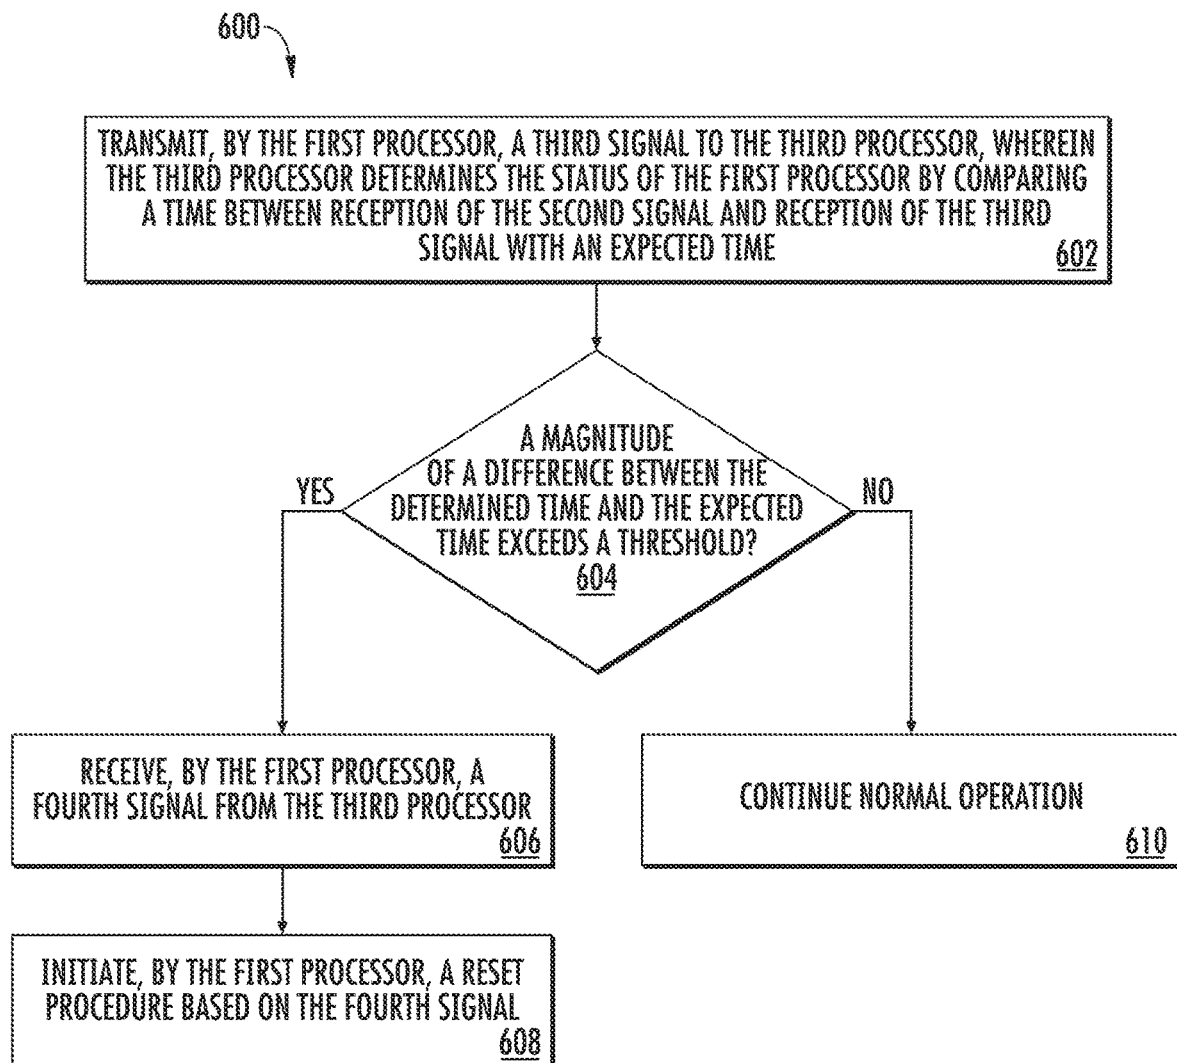 600
TRANSMIT, BY THE FIRST PROCESSOR, A THIRD SIGNAL TO THE THIRD PROCESSOR, WHEREIN
THE THIRD PROCESSOR DETERMINES THE STATUS OF THE FIRST PROCESSOR BY COMPARING
A TIME BETWEEN RECEPTION OF THE SECOND SIGNAL AND RECEPTION OF THE THIRD
SIGNAL WITH AN EXPECTED TIME
602
A MAGNITUDE
OF A DIFFERENCE BETWEEN THE
DETERMINED TIME AND THE EXPECTED
TIME EXCEEDS A THRESHOLD?
604
YES
NO
RECEIVE, BY THE FIRST PROCESSOR, A
FOURTH SIGNAL FROM THE THIRD PROCESSOR
606
CONTINUE NORMAL OPERATION
610
INITIATE, BY THE FIRST PROCESSOR, A RESET
PROCEDURE BASED ON THE FOURTH SIGNAL
608